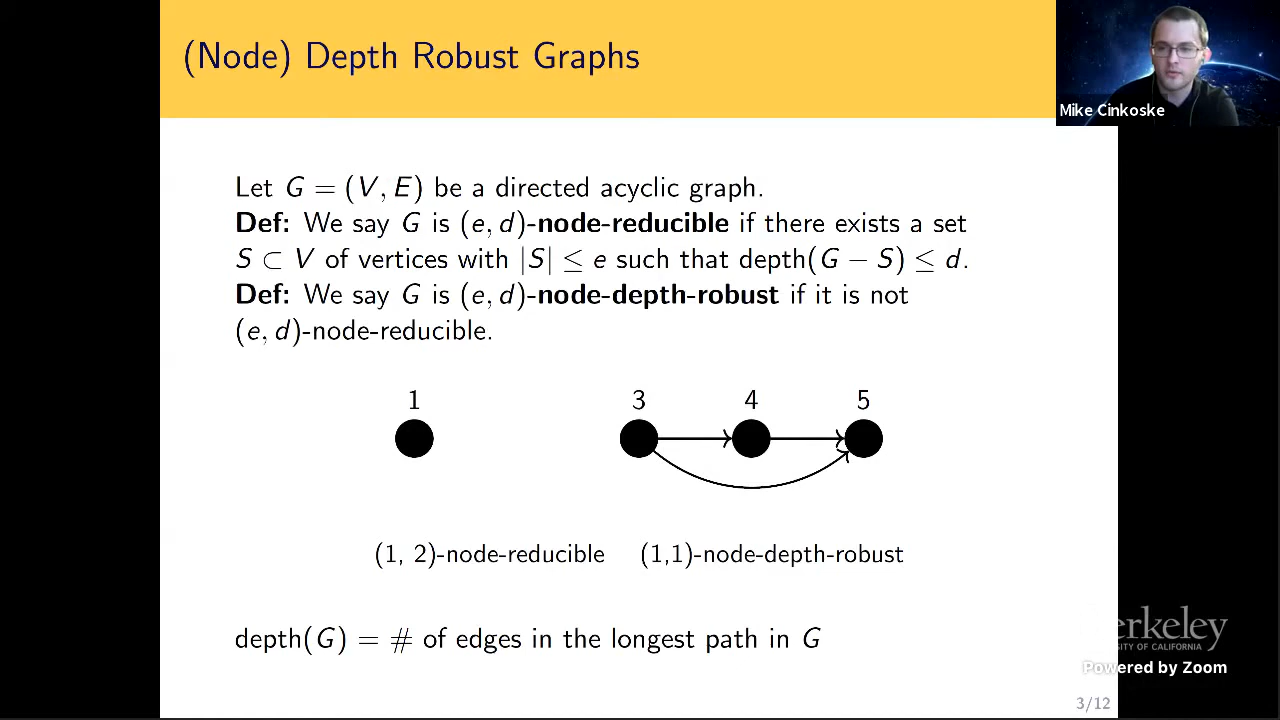 (Node) Depth Robust Graphs
Mike Cinkoske
Let G = (V, E) be a directed acyclic graph.
Def: We say G is (e, d)-node-reducible if there exists a set
S ⊂ V of vertices with |S| ≤ e such that depth(G − S) ≤ d.
Def: We say G is (e, d)-node-depth-robust if it is not
(e, d)-node-reducible.
1 3 4 5
(1, 2)-node-reducible (1,1)-node-depth-robust
depth(G) = # of edges in the longest path in G
Powered by Zoom
3/12